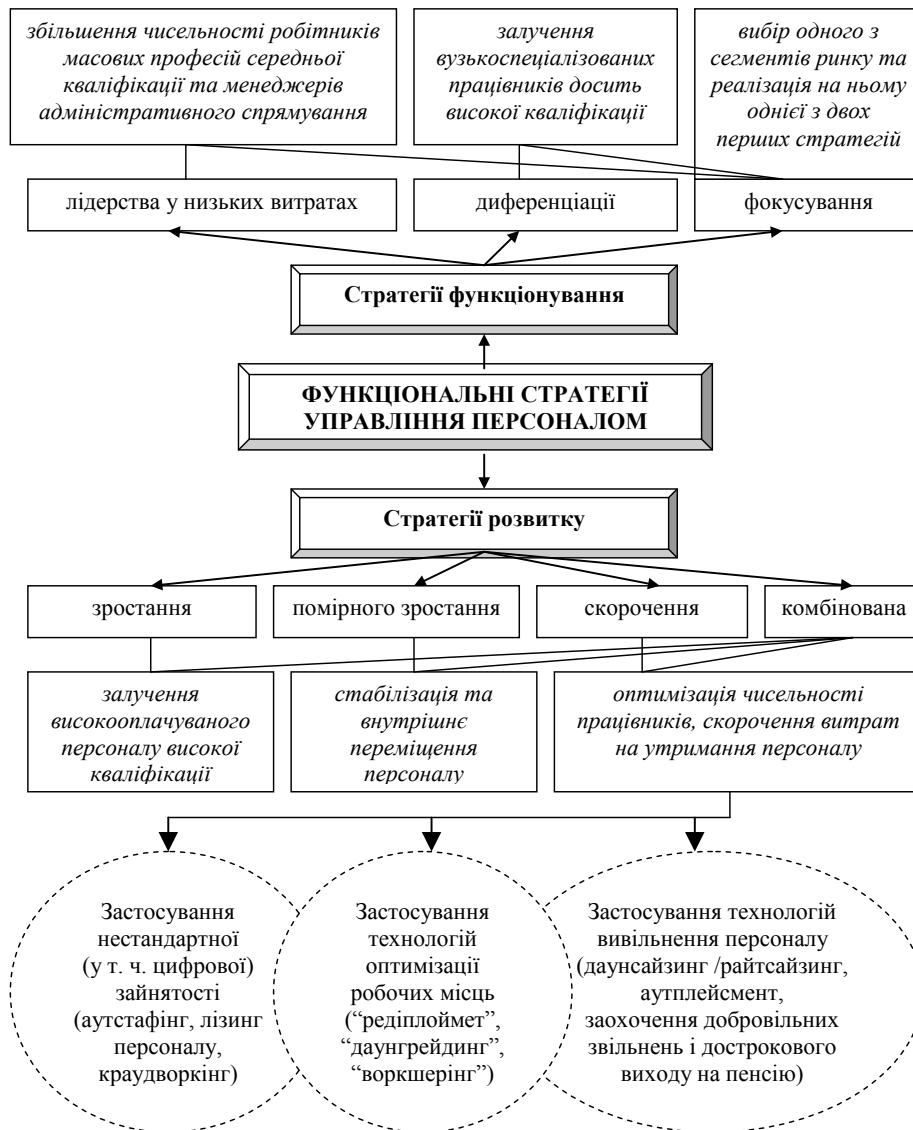 збільшення чисельності робітників
масових професій середньої
кваліфікації та менеджерів
адміністративного спрямування
залучення
вузькоспеціалізованих
працівників досить
високої кваліфікації
вибір одного з
сегментів ринку та
реалізація на ньому
однієї з двох
перших стратегій
лідерства у низьких витратах
диференціації
фокусування
Стратегії функціонування
ФУНКЦІОНАЛЬНІ СТРАТЕГІЇ
УПРАВЛІННЯ ПЕРСОНАЛОМ
Стратегії розвитку
зростання
помірного зростання
скорочення
комбінована
залучення
високооплачуваного
персоналу високої
кваліфікації
стабілізація та
внутрішнє
переміщення
персоналу
оптимізація чисельності
працівників, скорочення витрат
на утримання персоналу
Застосування
нестандартної
(у т. ч. цифрової)
зайнятості
(аутстафінг, лізинг
персоналу,
краудворкінг)
Застосування
технологій
оптимізації
робочих місць
(“редіплоймет”,
“даунгрейдинг”,
“воркшерінг”)
Застосування технологій
вивільнення персоналу
(даунсайзинг /райтсайзинг,
аутплейсмент,
заохочення добровільних
звільнень і дострокового
виходу на пенсію)